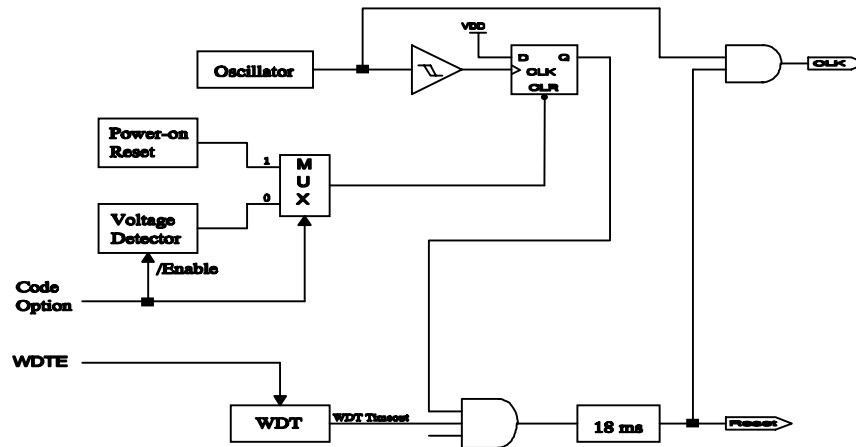 VDD
Oscillator
D
Q
CLK
CLR
CLK
Power-on
Reset
1
M
U
X
0
Voltage
Detector
/Enable
Code
Option
WDTE
WDT
WDT Timeout
18 ms
Reset